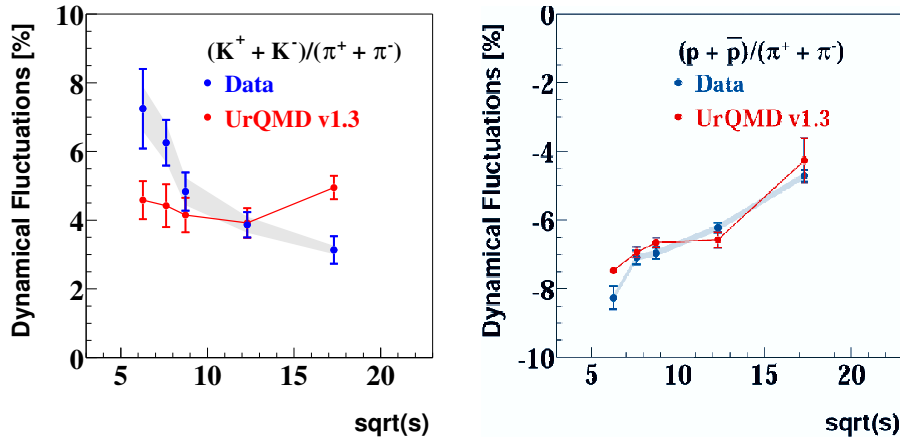 Dynamical Fluctuations [%]
10
8
6
4
2
0
(K⁺ + K⁻)/(π⁺ + π⁻)
Data
UrQMD v1.3
5 10 15 20
sqrt(s)
Dynamical Fluctuations [%]
0
-2
-4
-6
-8
-10
(p + p̅)/(π⁺ + π⁻)
Data
UrQMD v1.3
5 10 15 20
sqrt(s)